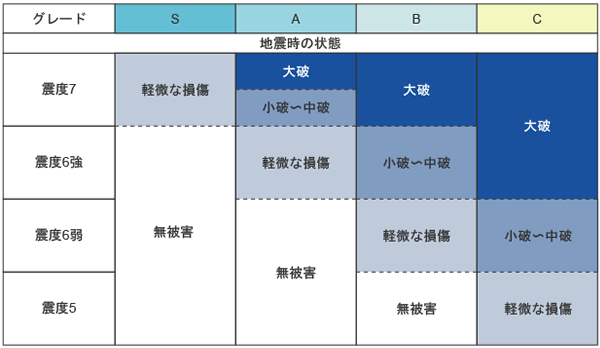 グレード S A B C
地震時の状態
震度7 軽微な損傷 大破 大破 大破
小破〜中破
震度6強 軽微な損傷 小破〜中破
震度6弱 無被害 無被害 軽微な損傷 小破〜中破
震度5 無被害 軽微な損傷